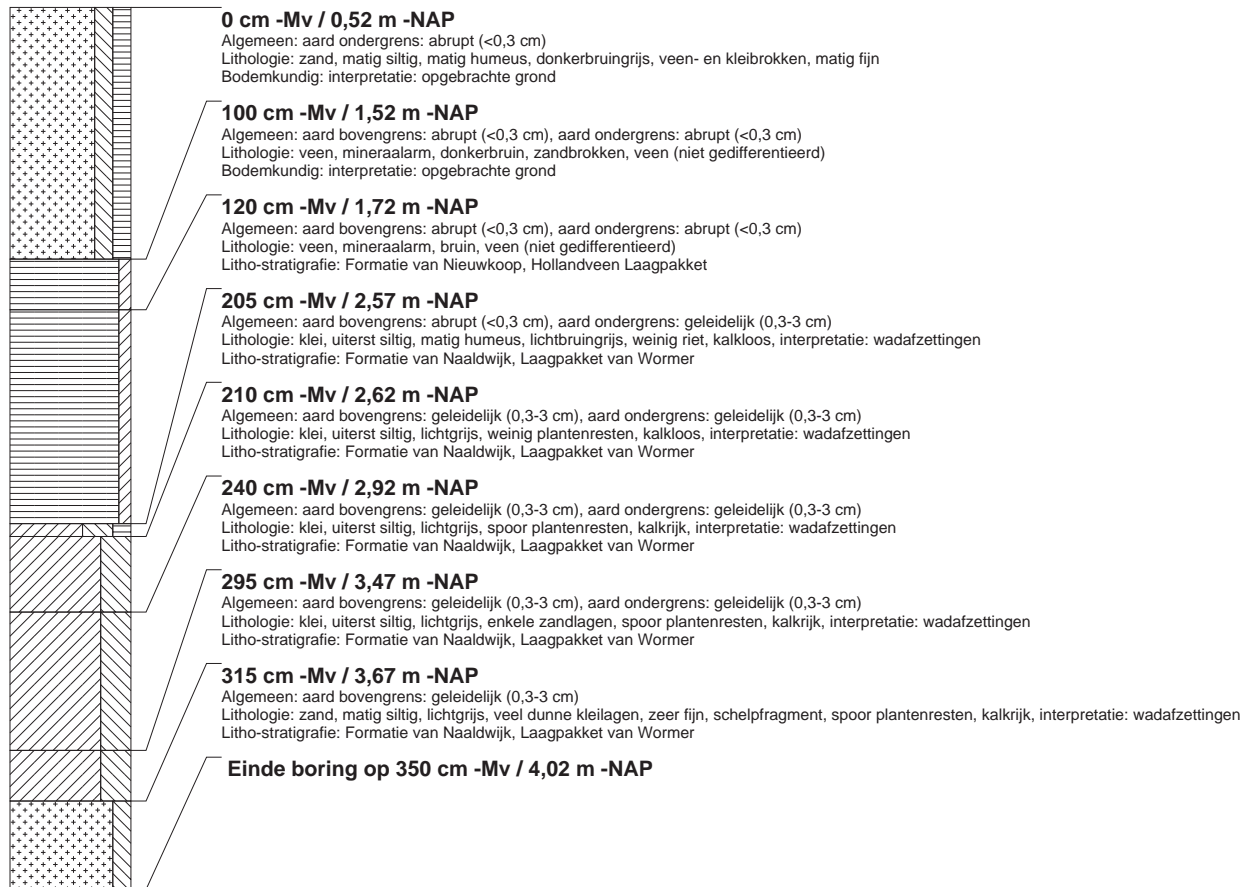 0 cm -Mv / 0,52 m -NAP
Algemeen: aard ondergrens: abrupt (<0,3 cm)
Lithologie: zand, matig siltig, matig humeus, donkerbruingrijs, veen- en kleibrokken, matig fijn
Bodemkundig: interpretatie: opgebrachte grond
100 cm -Mv / 1,52 m -NAP
Algemeen: aard bovengrens: abrupt (<0,3 cm), aard ondergrens: abrupt (<0,3 cm)
Lithologie: veen, mineraalarm, donkerbruin, zandbrokken, veen (niet gedifferentieerd)
Bodemkundig: interpretatie: opgebrachte grond
120 cm -Mv / 1,72 m -NAP
Algemeen: aard bovengrens: abrupt (<0,3 cm), aard ondergrens: abrupt (<0,3 cm)
Lithologie: veen, mineraalarm, bruin, veen (niet gedifferentieerd)
Litho-stratigrafie: Formatie van Nieuwkoop, Hollandveen Laagpakket
205 cm -Mv / 2,57 m -NAP
Algemeen: aard bovengrens: abrupt (<0,3 cm), aard ondergrens: geleidelijk (0,3-3 cm)
Lithologie: klei, uiterst siltig, matig humeus, lichtbruingrijs, weinig riet, kalkloos, interpretatie: wadafzettingen
Litho-stratigrafie: Formatie van Naaldwijk, Laagpakket van Wormer
210 cm -Mv / 2,62 m -NAP
Algemeen: aard bovengrens: geleidelijk (0,3-3 cm), aard ondergrens: geleidelijk (0,3-3 cm)
Lithologie: klei, uiterst siltig, lichtgrijs, weinig plantenresten, kalkloos, interpretatie: wadafzettingen
Litho-stratigrafie: Formatie van Naaldwijk, Laagpakket van Wormer
240 cm -Mv / 2,92 m -NAP
Algemeen: aard bovengrens: geleidelijk (0,3-3 cm), aard ondergrens: geleidelijk (0,3-3 cm)
Lithologie: klei, uiterst siltig, lichtgrijs, spoor plantenresten, kalkrijk, interpretatie: wadafzettingen
Litho-stratigrafie: Formatie van Naaldwijk, Laagpakket van Wormer
295 cm -Mv / 3,47 m -NAP
Algemeen: aard bovengrens: geleidelijk (0,3-3 cm), aard ondergrens: geleidelijk (0,3-3 cm)
Lithologie: klei, uiterst siltig, lichtgrijs, enkele zandlagen, spoor plantenresten, kalkrijk, interpretatie: wadafzettingen
Litho-stratigrafie: Formatie van Naaldwijk, Laagpakket van Wormer
315 cm -Mv / 3,67 m -NAP
Algemeen: aard bovengrens: geleidelijk (0,3-3 cm)
Lithologie: zand, matig siltig, lichtgrijs, veel dunne kleilagen, zeer fijn, schelpfragment, spoor plantenresten, kalkrijk, interpretatie: wadafzettingen
Litho-stratigrafie: Formatie van Naaldwijk, Laagpakket van Wormer
Einde boring op 350 cm -Mv / 4,02 m -NAP